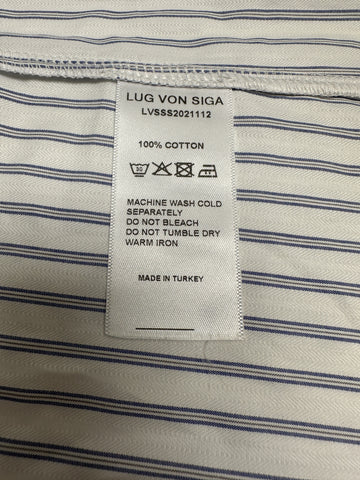 LUG VON SIGA
LVSSS2021112
100% COTTON
MACHINE WASH COLD
SEPARATELY
DO NOT BLEACH
DO NOT TUMBLE DRY
WARM IRON
MADE IN TURKEY